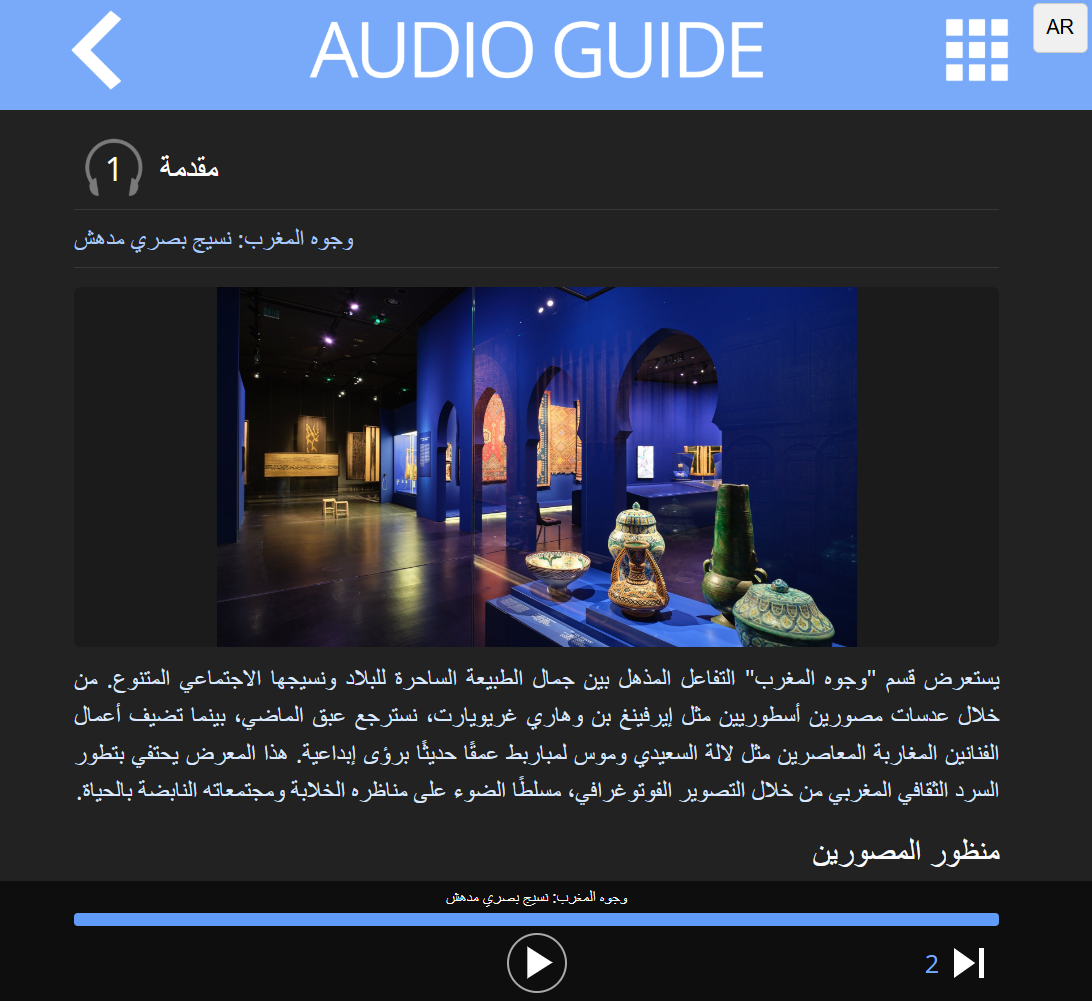 AUDIO GUIDE
AR
1 مقدمة
وجوه المغرب: نسيج بصري مدهش
يستعرض قسم "وجوه المغرب" التفاعل المذهل بين جمال الطبيعة الساحرة للبلاد ونسيجها الاجتماعي المتنوع. من
خلال عدسات مصورين أسطوريين مثل إيرفينغ بن وهاري غريوبارت، نسترجع عبق الماضي، بينما تضيف أعمال
الفنانين المغاربة المعاصرين مثل لالة السعيدي وموس لمباربط عمقًا حديثًا برؤى إبداعية. هذا المعرض يحتفي بتطور
السرد الثقافي المغربي من خلال التصوير الفوتوغرافي، مسلطًا الضوء على مناظره الخلابة ومجتمعاته النابضة بالحياة.
منظور المصورين
وجوه المغرب: نسيج بصري مدهش
2